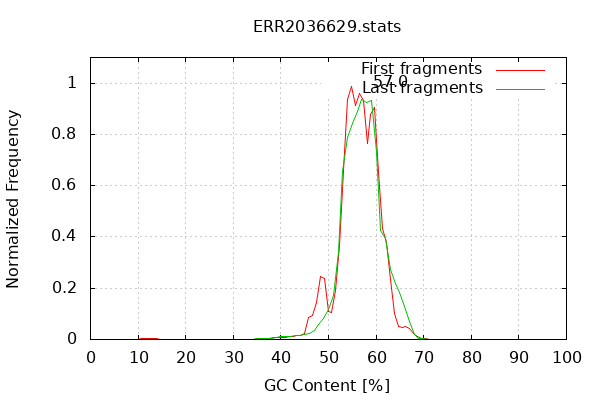 ERR2036629.stats
First fragments
57.0
Last fragments
Normalized Frequency
1
0.8
0.6
0.4
0.2
0
0 10 20 30 40 50 60 70 80 90 100
GC Content [%]